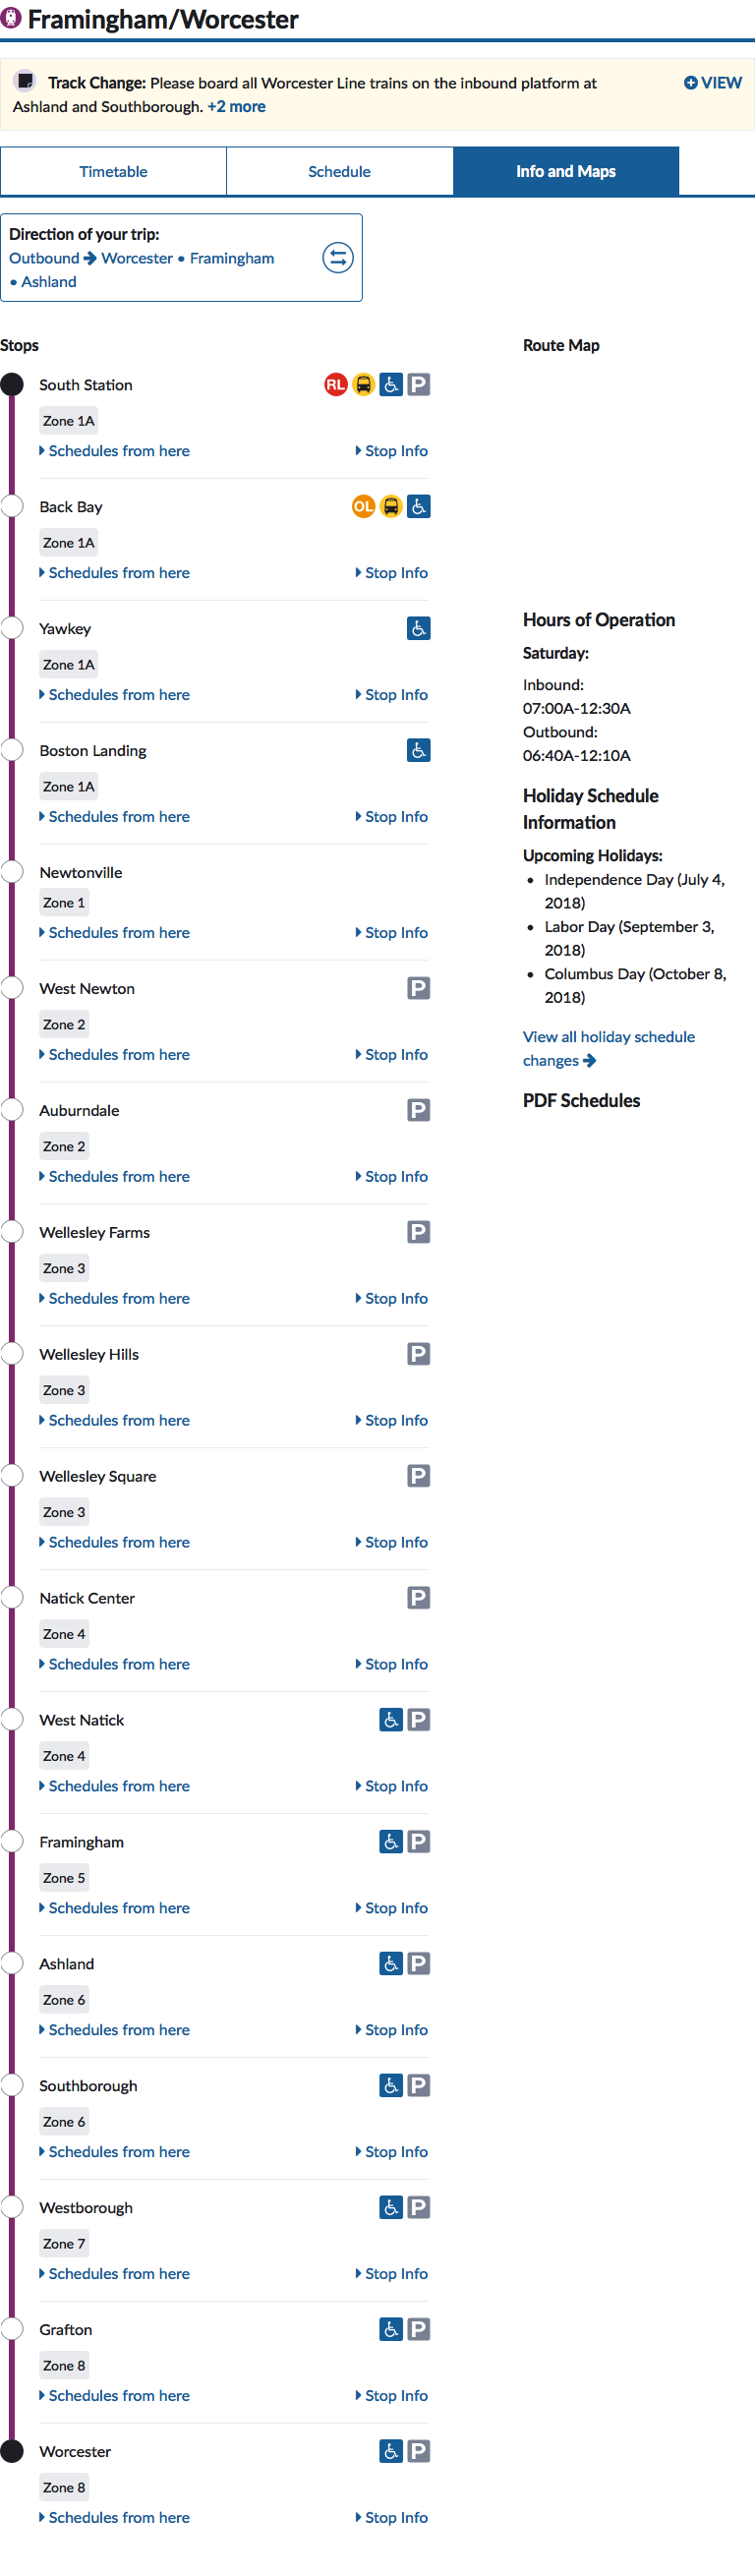 Framingham/Worcester
Track Change: Please board all Worcester Line trains on the inbound platform at
Ashland and Southborough. +2 more
VIEW
Timetable
Schedule
Info and Maps
Direction of your trip:
Outbound → Worcester • Framingham
• Ashland
Stops
South Station
RL
P
Zone 1A
Schedules from here
Stop Info
Back Bay
OL
Zone 1A
Schedules from here
Stop Info
Yawkey
Zone 1A
Schedules from here
Stop Info
Boston Landing
Zone 1A
Schedules from here
Stop Info
Newtonville
Zone 1
Schedules from here
Stop Info
West Newton
P
Zone 2
Schedules from here
Stop Info
Auburndale
P
Zone 2
Schedules from here
Stop Info
Wellesley Farms
P
Zone 3
Schedules from here
Stop Info
Wellesley Hills
P
Zone 3
Schedules from here
Stop Info
Wellesley Square
P
Zone 3
Schedules from here
Stop Info
Natick Center
P
Zone 4
Schedules from here
Stop Info
West Natick
P
Zone 4
Schedules from here
Stop Info
Framingham
P
Zone 5
Schedules from here
Stop Info
Ashland
P
Zone 6
Schedules from here
Stop Info
Southborough
P
Zone 6
Schedules from here
Stop Info
Westborough
P
Zone 7
Schedules from here
Stop Info
Grafton
P
Zone 8
Schedules from here
Stop Info
Worcester
P
Zone 8
Schedules from here
Stop Info
Route Map
Hours of Operation
Saturday:
Inbound:
07:00A-12:30A
Outbound:
06:40A-12:10A
Holiday Schedule
Information
Upcoming Holidays:
• Independence Day (July 4,
2018)
• Labor Day (September 3,
2018)
• Columbus Day (October 8,
2018)
View all holiday schedule
changes →
PDF Schedules